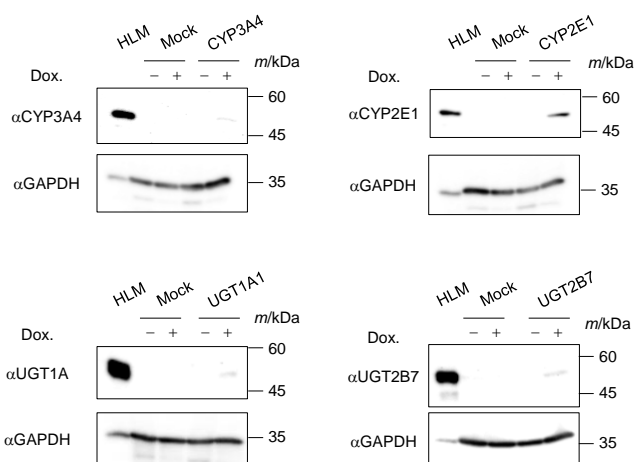 HLM Mock CYP3A4
m/kDa
Dox. − + − +
αCYP3A4
60
45
αGAPDH
35
HLM Mock CYP2E1
m/kDa
Dox. − + − +
αCYP2E1
60
45
αGAPDH
35
HLM Mock UGT1A1
m/kDa
Dox. − + − +
αUGT1A
60
45
αGAPDH
35
HLM Mock UGT2B7
m/kDa
Dox. − + − +
αUGT2B7
60
45
αGAPDH
35